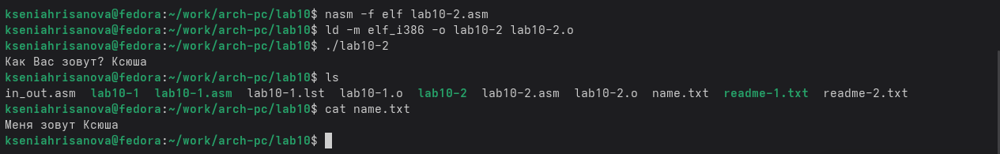 kseniahrisanova@fedora:~/work/arch-pc/lab10$ nasm -f elf lab10-2.asm
kseniahrisanova@fedora:~/work/arch-pc/lab10$ ld -m elf_i386 -o lab10-2 lab10-2.o
kseniahrisanova@fedora:~/work/arch-pc/lab10$ ./lab10-2
Как Вас зовут? Ксюша
kseniahrisanova@fedora:~/work/arch-pc/lab10$ ls
in_out.asm  lab10-1  lab10-1.asm  lab10-1.lst  lab10-1.o  lab10-2  lab10-2.asm  lab10-2.o  name.txt  readme-1.txt  readme-2.txt
kseniahrisanova@fedora:~/work/arch-pc/lab10$ cat name.txt
Меня зовут Ксюша
kseniahrisanova@fedora:~/work/arch-pc/lab10$